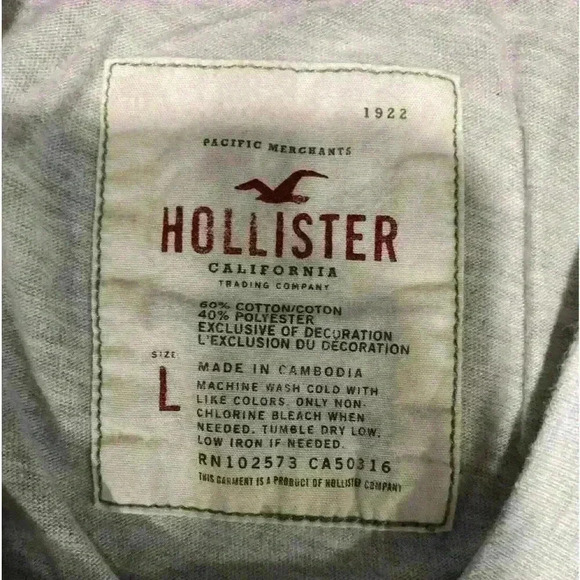 1922
PACIFIC MERCHANTS
HOLLISTER
CALIFORNIA
TRADING COMPANY
60% COTTON/COTON
40% POLYESTER
EXCLUSIVE OF DECORATION
L'EXCLUSION DU DÉCORATION
SIZE:
L
MADE IN CAMBODIA
MACHINE WASH COLD WITH
LIKE COLORS. ONLY NON-
CHLORINE BLEACH WHEN
NEEDED. TUMBLE DRY LOW.
LOW IRON IF NEEDED.
RN102573 CA50316
THIS GARMENT IS A PRODUCT OF HOLLISTER COMPANY